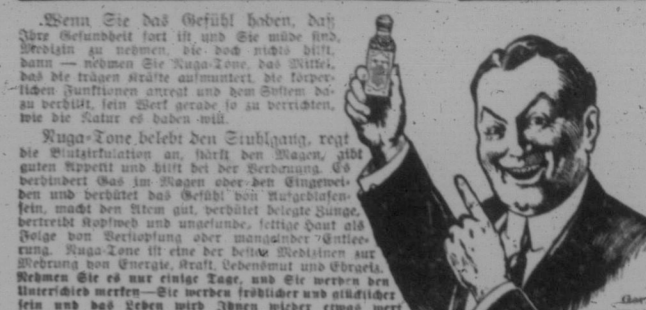 Wenn Sie das Gefühl haben, daß
Ihre Gesundheit fort ist und Sie müde sind,
Medizin zu nehmen, die doch nichts hilft,
dann — nehmen Sie Nuga-Tone, das Mittel,
das die trägen Kräfte aufmuntert, die körper-
lichen Funktionen anregt und dem System da-
zu verhilft, sein Werk gerade so zu verrichten,
wie die Natur es haben will.
Nuga-Tone belebt den Stuhlgang, regt
die Blutzirkulation an, stärkt den Magen, gibt
guten Appetit und hilft bei der Verdauung. Es
verhindert Gas im Magen oder den Eingewei-
den und verhütet das Gefühl von Aufgeblasen-
sein, macht den Atem gut, verhütet belegte Zunge,
vertreibt Kopfweh und ungesunde, fettige Haut als
Folge von Verstopfung oder mangelnder Entlee-
rung. Nuga-Tone ist eine der besten Medizinen zur
Mehrung von Energie, Kraft, Lebensmut und Ehrgeiz.
Nehmen Sie es nur einige Tage, und Sie werden den
Unterschied merken—Sie werden fröhlicher und glücklicher
sein und das Leben wird Ihnen wieder etwas wert